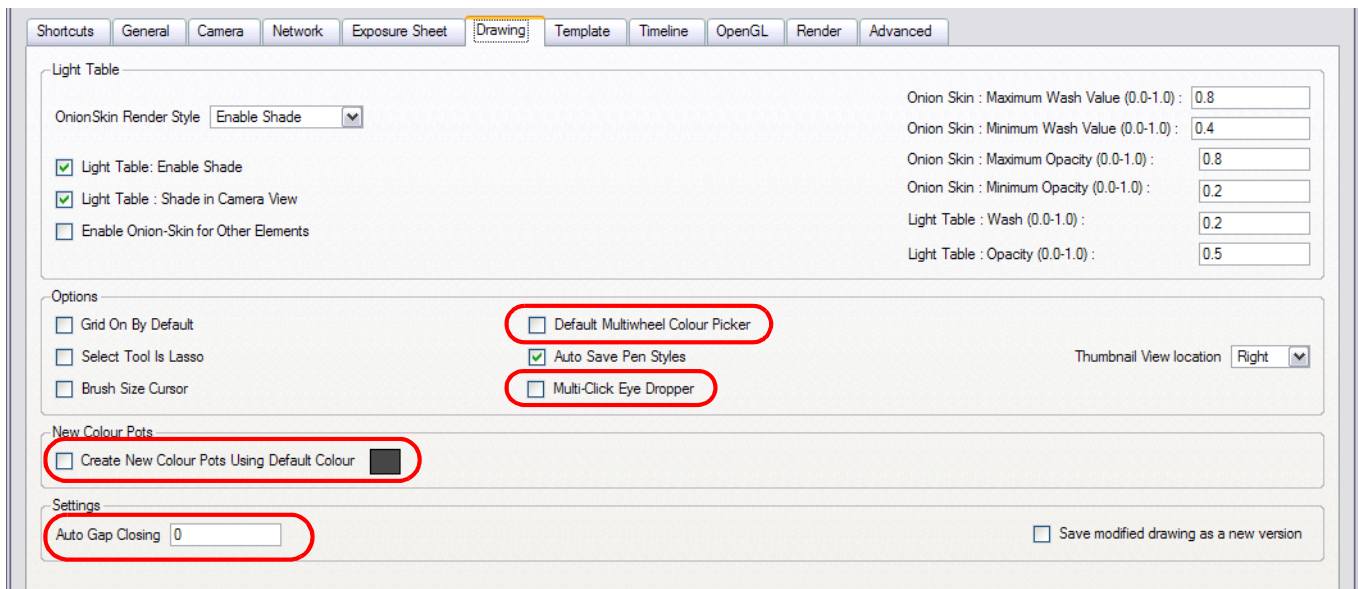 Shortcuts General Camera Network Exposure Sheet Drawing Template Timeline OpenGL Render Advanced
Light Table
OnionSkin Render Style Enable Shade
Light Table: Enable Shade
Light Table : Shade in Camera View
Enable Onion-Skin for Other Elements
Onion Skin : Maximum Wash Value (0.0-1.0) : 0.8
Onion Skin : Minimum Wash Value (0.0-1.0) : 0.4
Onion Skin : Maximum Opacity (0.0-1.0) : 0.8
Onion Skin : Minimum Opacity (0.0-1.0) : 0.2
Light Table : Wash (0.0-1.0) : 0.2
Light Table : Opacity (0.0-1.0) : 0.5
Options
Grid On By Default
Select Tool Is Lasso
Brush Size Cursor
Default Multiwheel Colour Picker
Auto Save Pen Styles
Multi-Click Eye Dropper
Thumbnail View location Right
New Colour Pots
Create New Colour Pots Using Default Colour
Settings
Auto Gap Closing 0
Save modified drawing as a new version